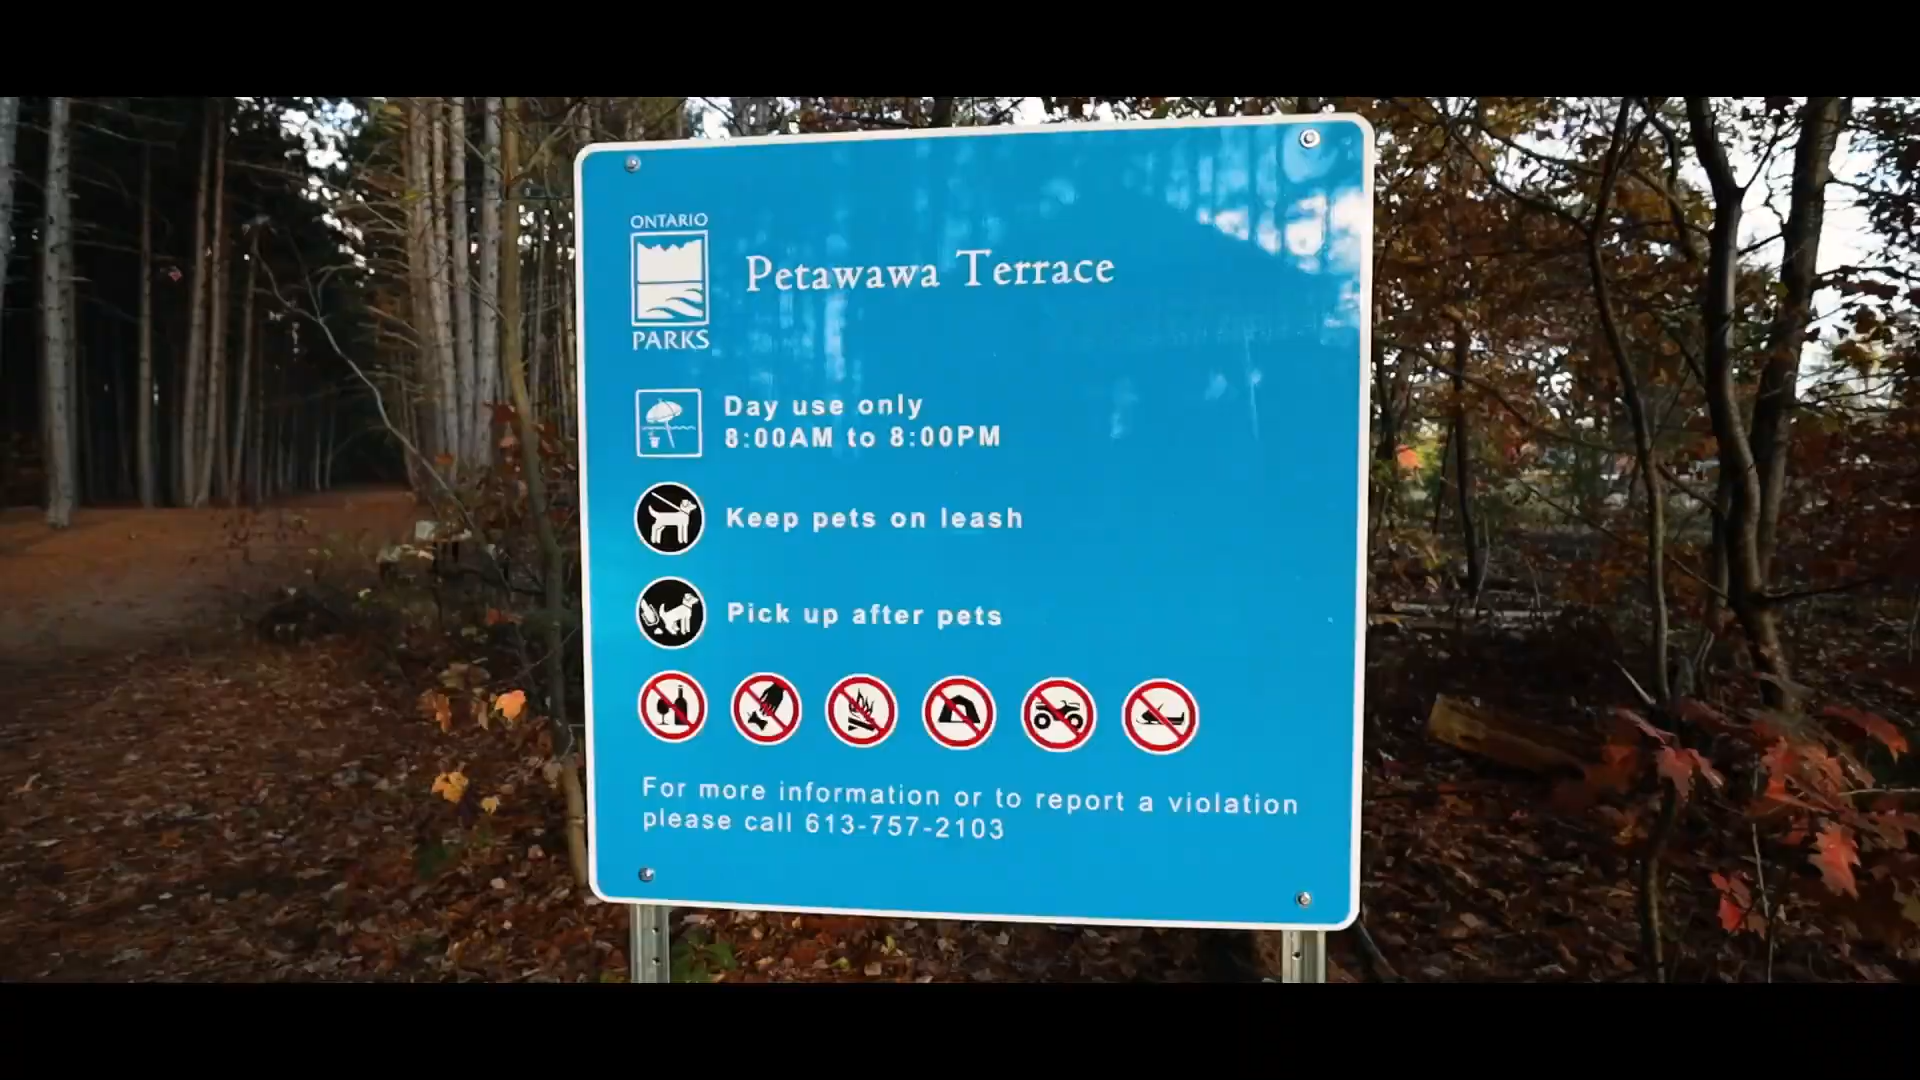 ONTARIO
PARKS
Petawawa Terrace
Day use only
8:00AM to 8:00PM
Keep pets on leash
Pick up after pets
For more information or to report a violation
please call 613-757-2103